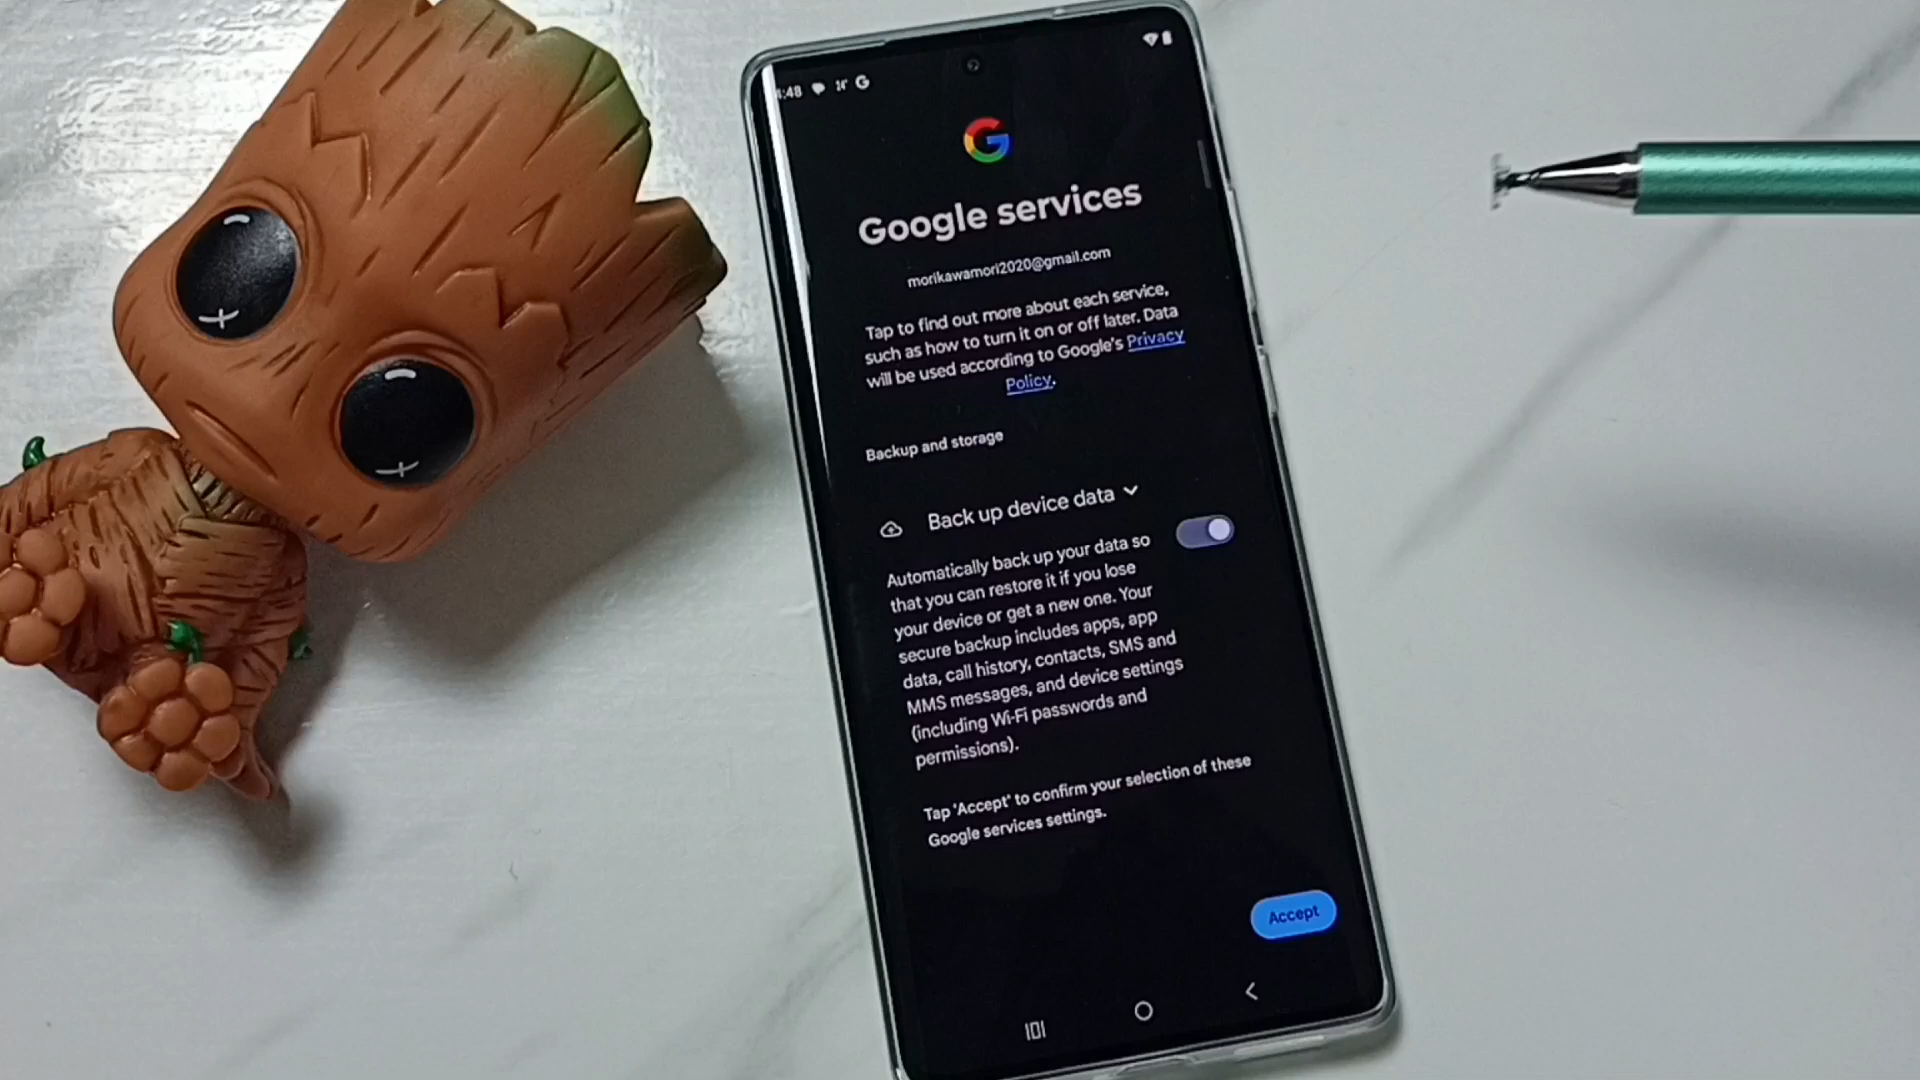 :48
Google services
morikawamori2020@gmail.com
Tap to find out more about each service,
such as how to turn it on or off later. Data
will be used according to Google's Privacy
Policy.
Backup and storage
Back up device data
Automatically back up your data so
that you can restore it if you lose
your device or get a new one. Your
secure backup includes apps, app
data, call history, contacts, SMS and
MMS messages, and device settings
(including Wi-Fi passwords and
permissions).
Tap 'Accept' to confirm your selection of these
Google services settings.
Accept